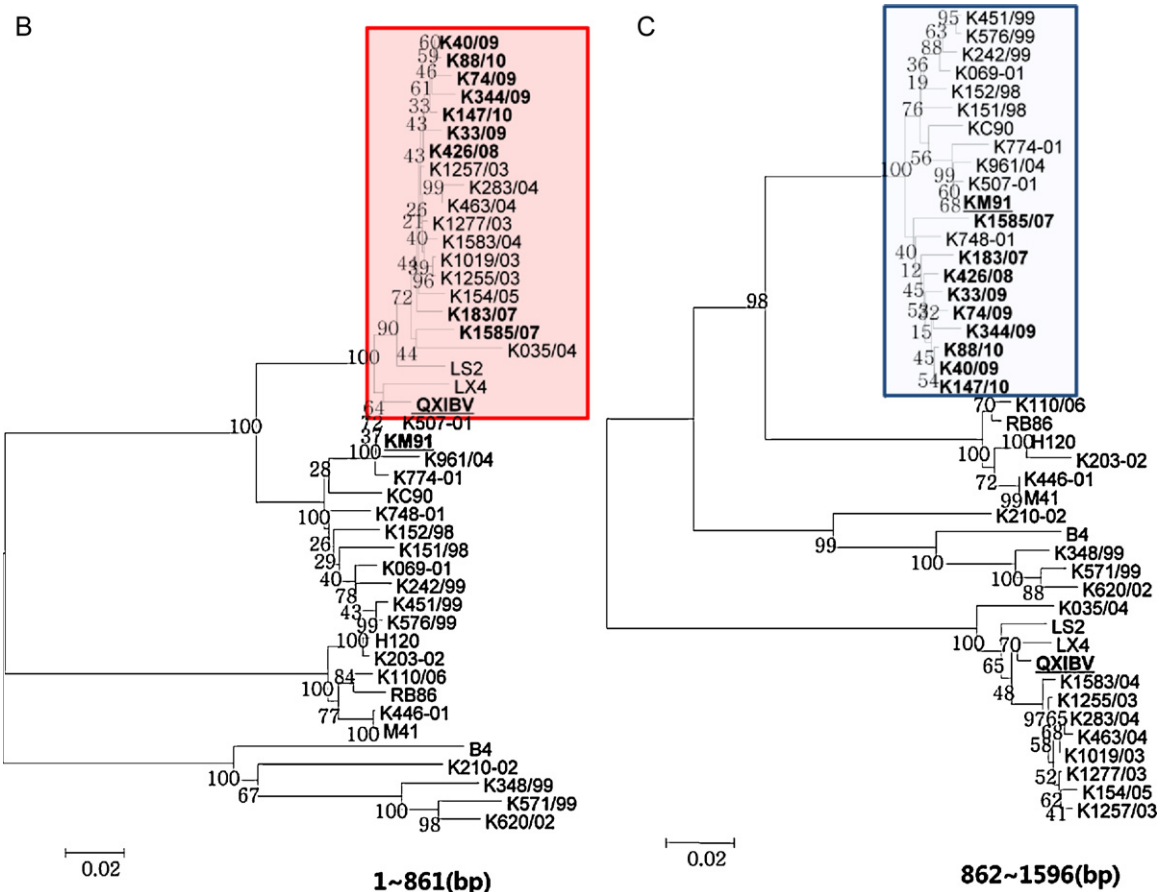 B
60 K40/09
59 K88/10
46 K74/09
61 K344/09
33 K147/10
43 K33/09
43 K426/08
K1257/03
99 K283/04
K463/04
26
21 K1277/03
40 K1583/04
K1019/03
44 39
96 K1255/03
72 K154/05
K183/07
90 K1585/07
100 44 K035/04
LS2
LX4
64 QXIBV
72 K507-01
100 37 KM91
100 K961/04
28 K774-01
KC90
100 K748-01
26 K152/98
29 K151/98
40 K069-01
78 K242/99
43 K451/99
99 K576/99
100 H120
K203-02
84 K110/06
100 RB86
77 K446-01
100 M41
B4
100 K210-02
67 K348/99
100 K571/99
98 K620/02
0.02
1~861(bp)
C
95 K451/99
63 K576/99
88 K242/99
36 K069-01
19 K152/98
76 K151/98
KC90
56 K774-01
100 K961/04
99 K507-01
60
68 KM91
K1585/07
K748-01
40 K183/07
12 K426/08
45 K33/09
K74/09
15 K344/09
K88/10
45 K40/09
54 K147/10
98
70 K110/06
RB86
100 H120
100 K203-02
72 K446-01
99 M41
K210-02
99 B4
100 K348/99
100 K571/99
88 K620/02
K035/04
100 LS2
70 LX4
65 QXIBV
48 K1583/04
K1255/03
97 65 K283/04
68 K463/04
58 K1019/03
52 K1277/03
62 K154/05
41 K1257/03
0.02
862~1596(bp)